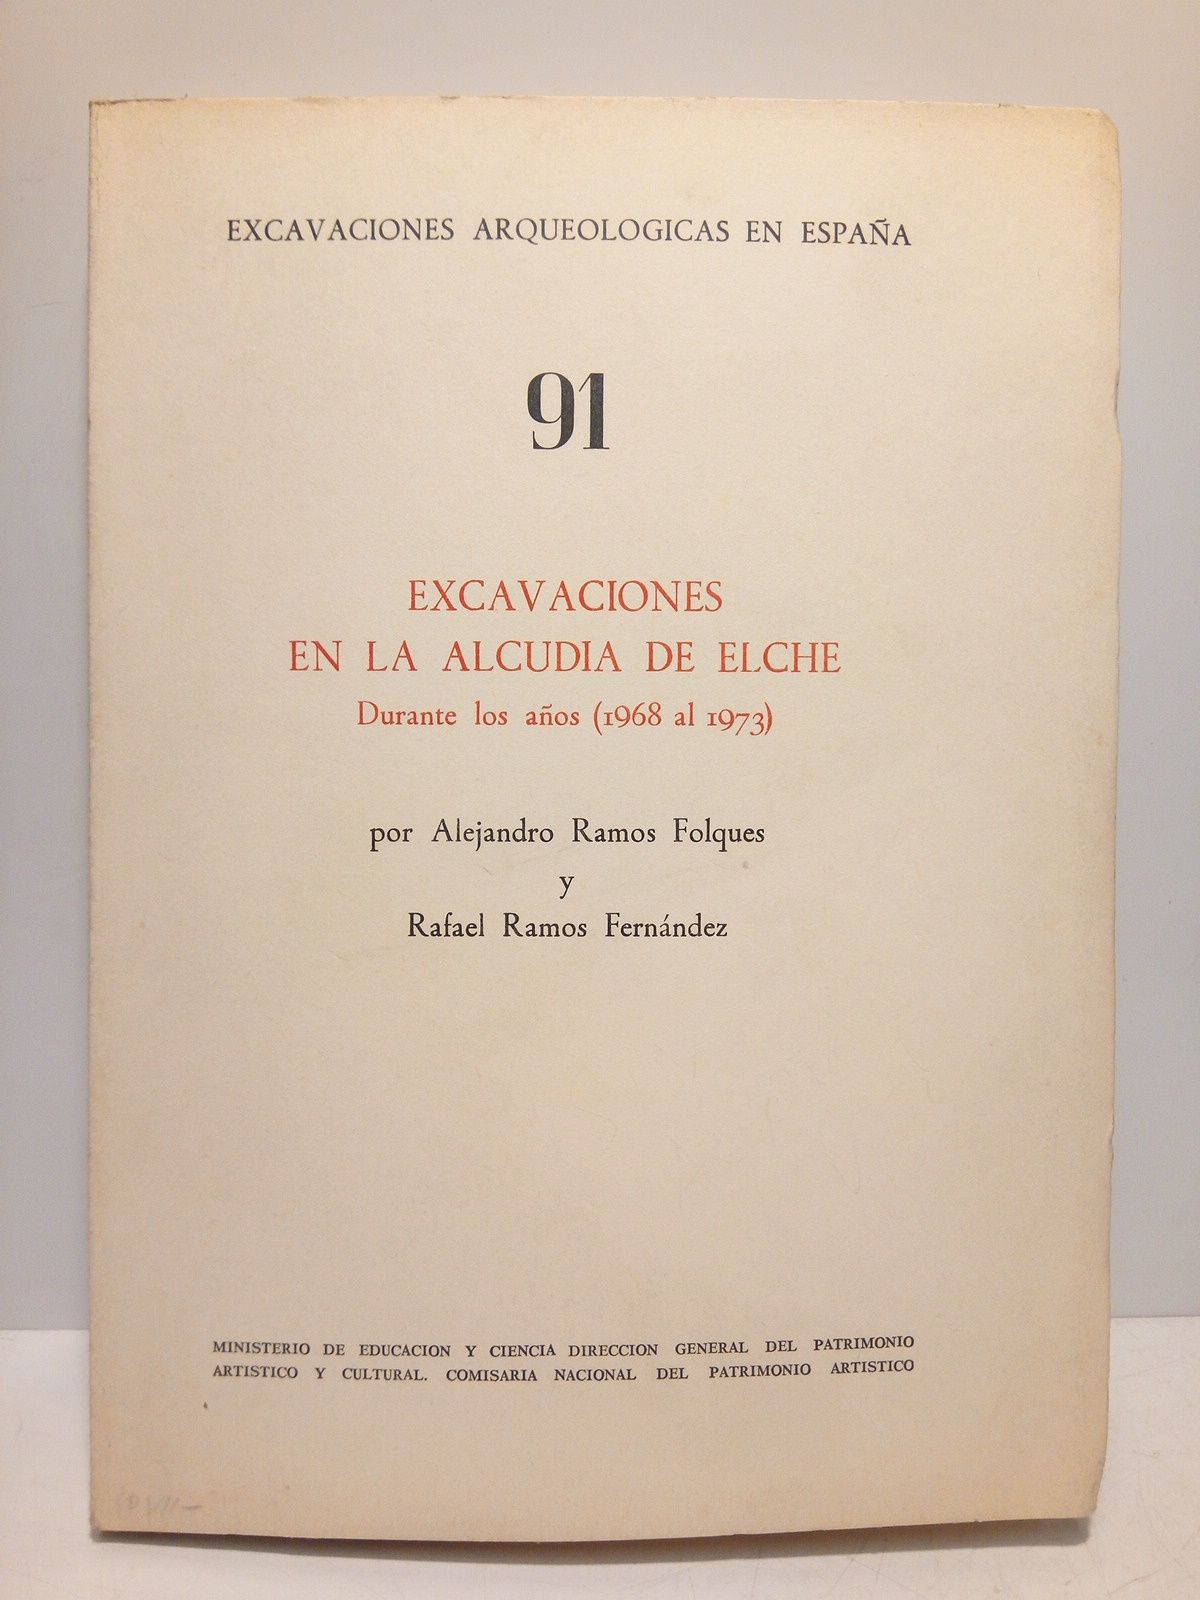 EXCAVACIONES ARQUEOLOGICAS EN ESPAÑA
91
EXCAVACIONES
EN LA ALCUDIA DE ELCHE
Durante los años (1968 al 1973)
por Alejandro Ramos Folques
y
Rafael Ramos Fernández
MINISTERIO DE EDUCACION Y CIENCIA DIRECCION GENERAL DEL PATRIMONIO
ARTISTICO Y CULTURAL. COMISARIA NACIONAL DEL PATRIMONIO ARTISTICO